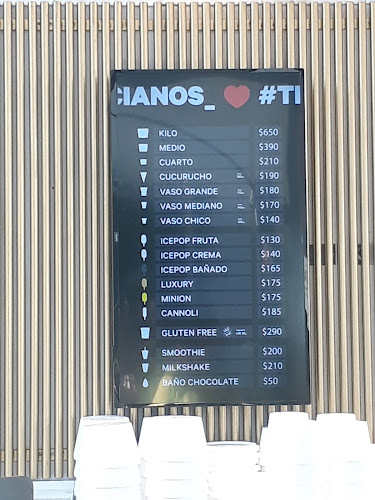 CIANOS_ ❤ #TI
KILO $650
MEDIO $390
CUARTO $210
CUCURUCHO $190
VASO GRANDE $180
VASO MEDIANO $170
VASO CHICO $140
ICEPOP FRUTA $130
ICEPOP CREMA $140
ICEPOP BAÑADO $165
LUXURY $175
MINION $175
CANNOLI $185
GLUTEN FREE $290
SMOOTHIE $200
MILKSHAKE $210
BAÑO CHOCOLATE $50